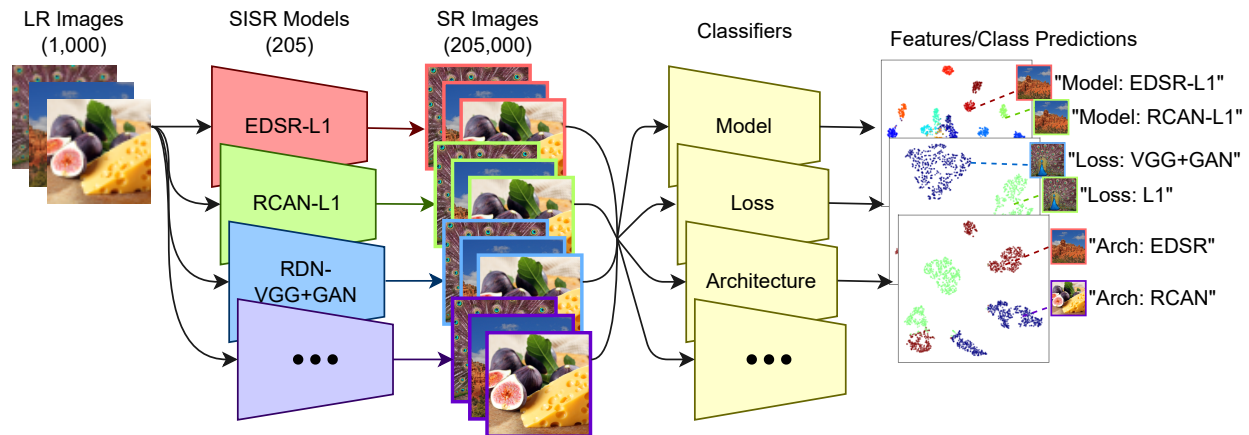 LR Images
(1,000)
SISR Models
(205)
SR Images
(205,000)
Classifiers
Features/Class Predictions
EDSR-L1
RCAN-L1
RDN-
VGG+GAN
Model
Loss
Architecture
"Model: EDSR-L1"
"Model: RCAN-L1"
"Loss: VGG+GAN"
"Loss: L1"
"Arch: EDSR"
"Arch: RCAN"